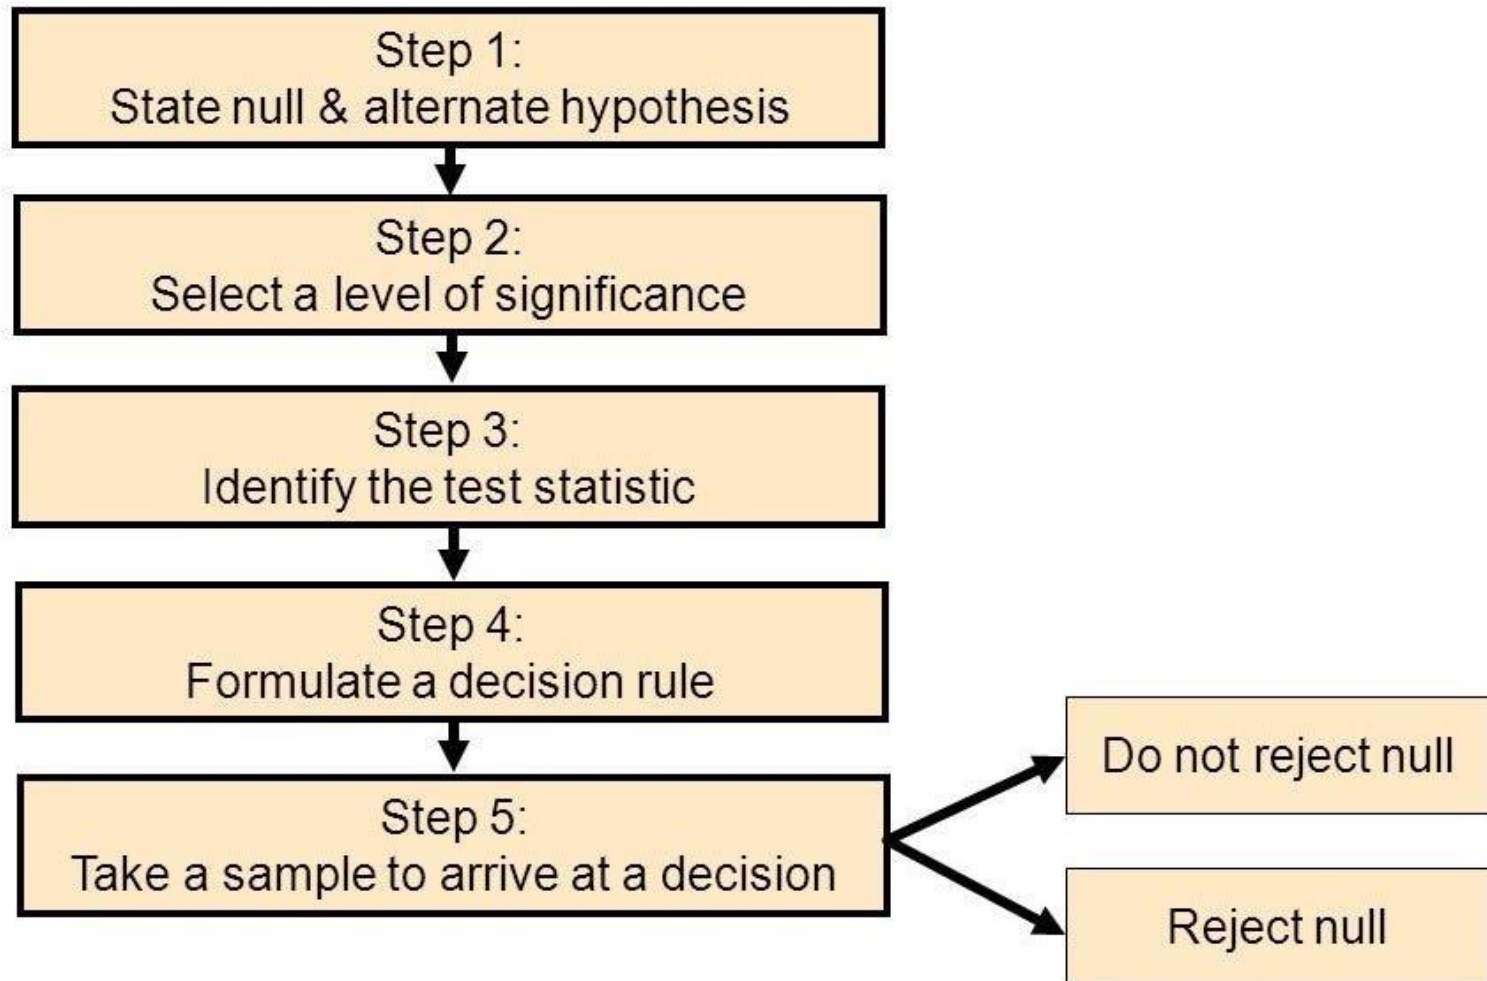 Step 1:
State null & alternate hypothesis
Step 2:
Select a level of significance
Step 3:
Identify the test statistic
Step 4:
Formulate a decision rule
Step 5:
Take a sample to arrive at a decision
Do not reject null
Reject null